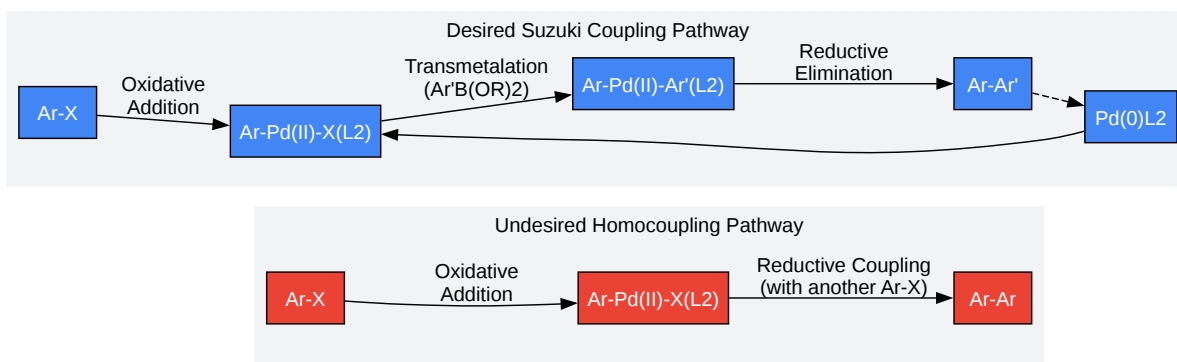 Desired Suzuki Coupling Pathway
Ar-X
Oxidative
Addition
Ar-Pd(II)-X(L2)
Transmetalation
(Ar'B(OR)2)
Ar-Pd(II)-Ar'(L2)
Reductive
Elimination
Ar-Ar'
Pd(0)L2
Undesired Homocoupling Pathway
Ar-X
Oxidative
Addition
Ar-Pd(II)-X(L2)
Reductive Coupling
(with another Ar-X)
Ar-Ar